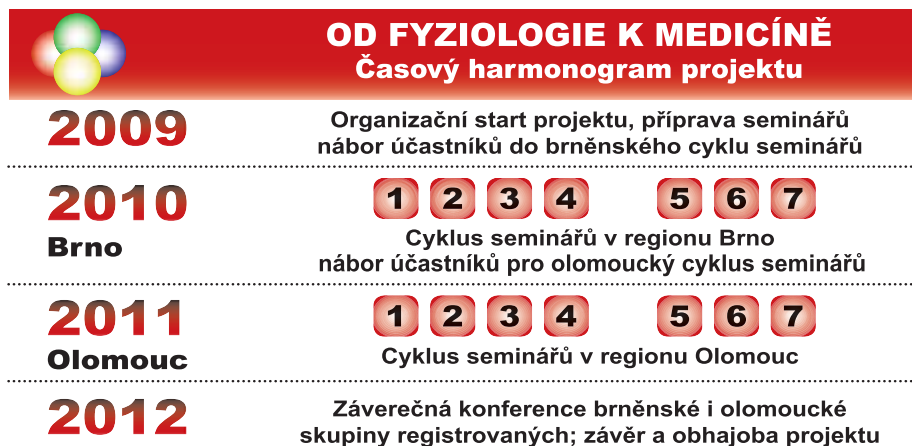 OD FYZIOLOGIE K MEDICÍNĚ
Časový harmonogram projektu
2009
Organizační start projektu, příprava seminářů
nábor účastníků do brněnského cyklu seminářů
2010
Brno
1 2 3 4 5 6 7
Cyklus seminářů v regionu Brno
nábor účastníků pro olomoucký cyklus seminářů
2011
Olomouc
1 2 3 4 5 6 7
Cyklus seminářů v regionu Olomouc
2012
Záverečná konference brněnské i olomoucké
skupiny registrovaných; závěr a obhajoba projektu